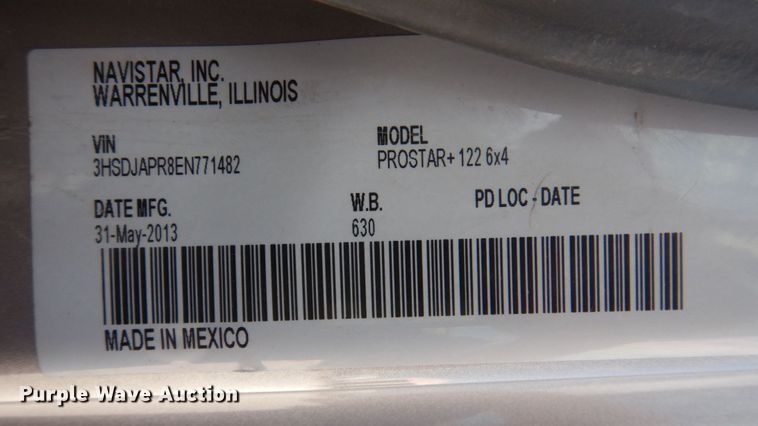 NAVISTAR, INC.
WARRENVILLE, ILLINOIS
VIN
3HSDJAPR8EN771482
MODEL
PROSTAR+ 122 6x4
DATE MFG.
31-May-2013
W.B.
630
PD LOC - DATE
MADE IN MEXICO
Purple Wave Auction